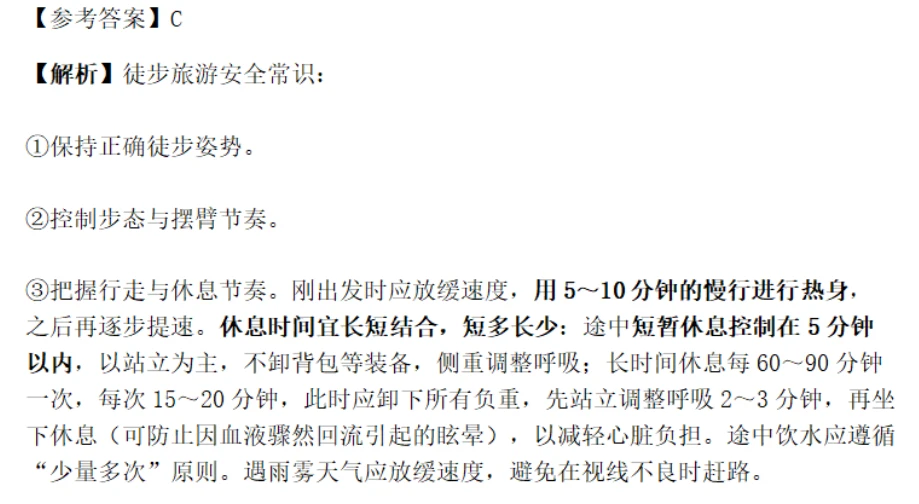 【参考答案】C
【解析】徒步旅游安全常识：
①保持正确徒步姿势。
②控制步态与摆臂节奏。
③把握行走与休息节奏。刚出发时应放缓速度，用 5～10 分钟的慢行进行热身，
之后再逐步提速。休息时间宜长短结合，短多长少：途中短暂休息控制在 5 分钟
以内，以站立为主，不卸背包等装备，侧重调整呼吸；长时间休息每 60～90 分钟
一次，每次 15～20 分钟，此时应卸下所有负重，先站立调整呼吸 2～3 分钟，再坐
下休息（可防止因血液骤然回流引起的眩晕），以减轻心脏负担。途中饮水应遵循
“少量多次”原则。遇雨雾天气应放缓速度，避免在视线不良时赶路。